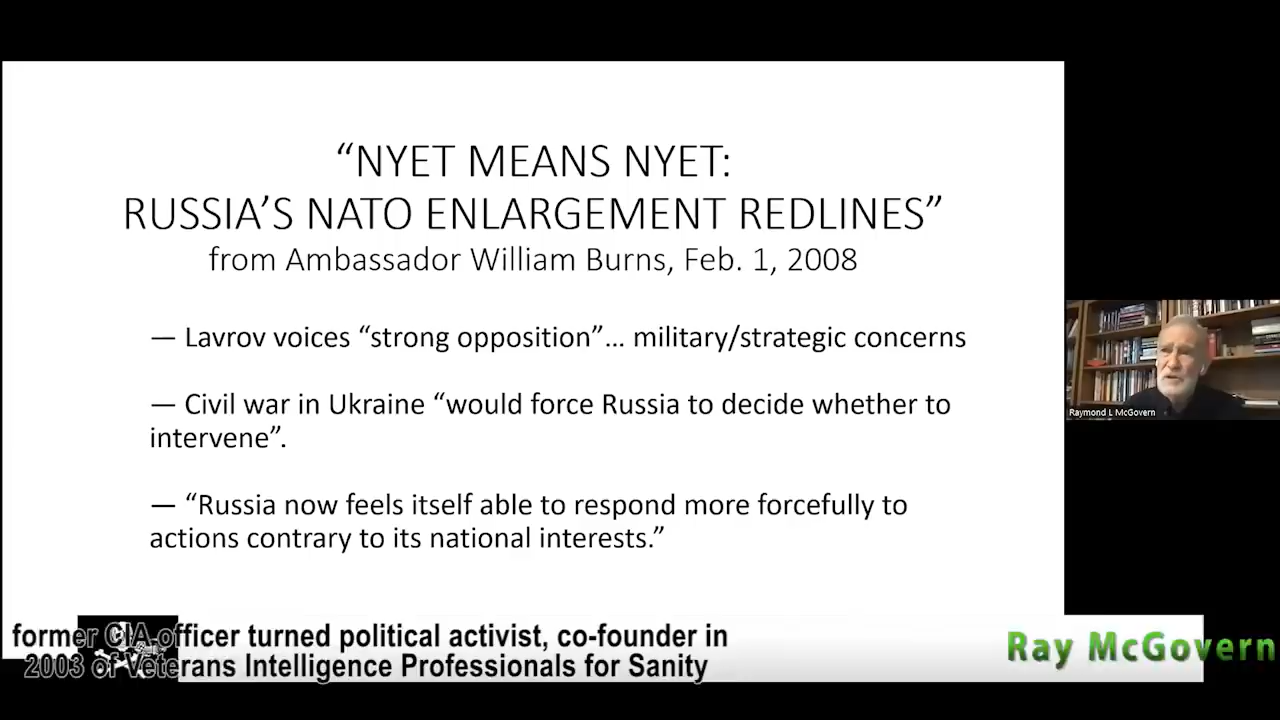 “NYET MEANS NYET:
RUSSIA’S NATO ENLARGEMENT REDLINES”
from Ambassador William Burns, Feb. 1, 2008
— Lavrov voices “strong opposition”... military/strategic concerns
— Civil war in Ukraine “would force Russia to decide whether to
intervene”.
— “Russia now feels itself able to respond more forcefully to
actions contrary to its national interests.”
Raymond L McGovern
former CIA officer turned political activist, co-founder in
2003 of Veterans Intelligence Professionals for Sanity
Ray McGovern